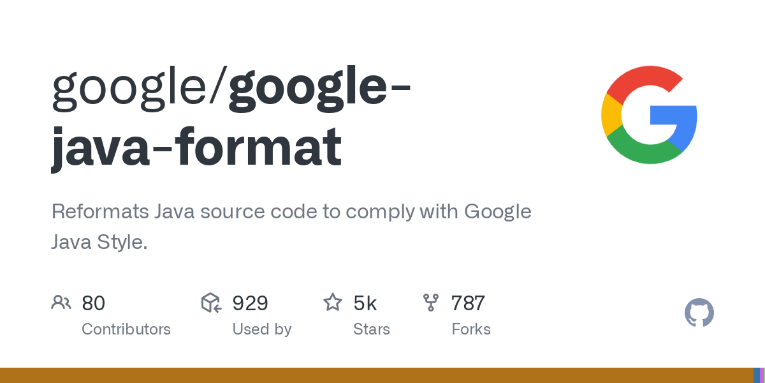 google/google-
java-format
Reformats Java source code to comply with Google
Java Style.
80
Contributors
929
Used by
5k
Stars
787
Forks